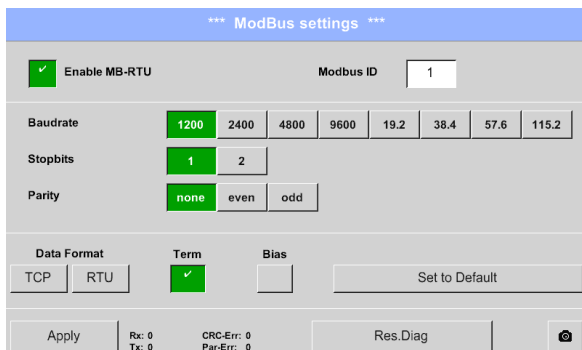 *** ModBus settings ***
Enable MB-RTU
Modbus ID 1
Baudrate 1200 2400 4800 9600 19.2 38.4 57.6 115.2
Stopbits 1 2
Parity none even odd
Data Format Term Bias
TCP RTU Set to Default
Apply Rx: 0 CRC-Err: 0 Res.Diag
Tx: 0 Par-Err: 0